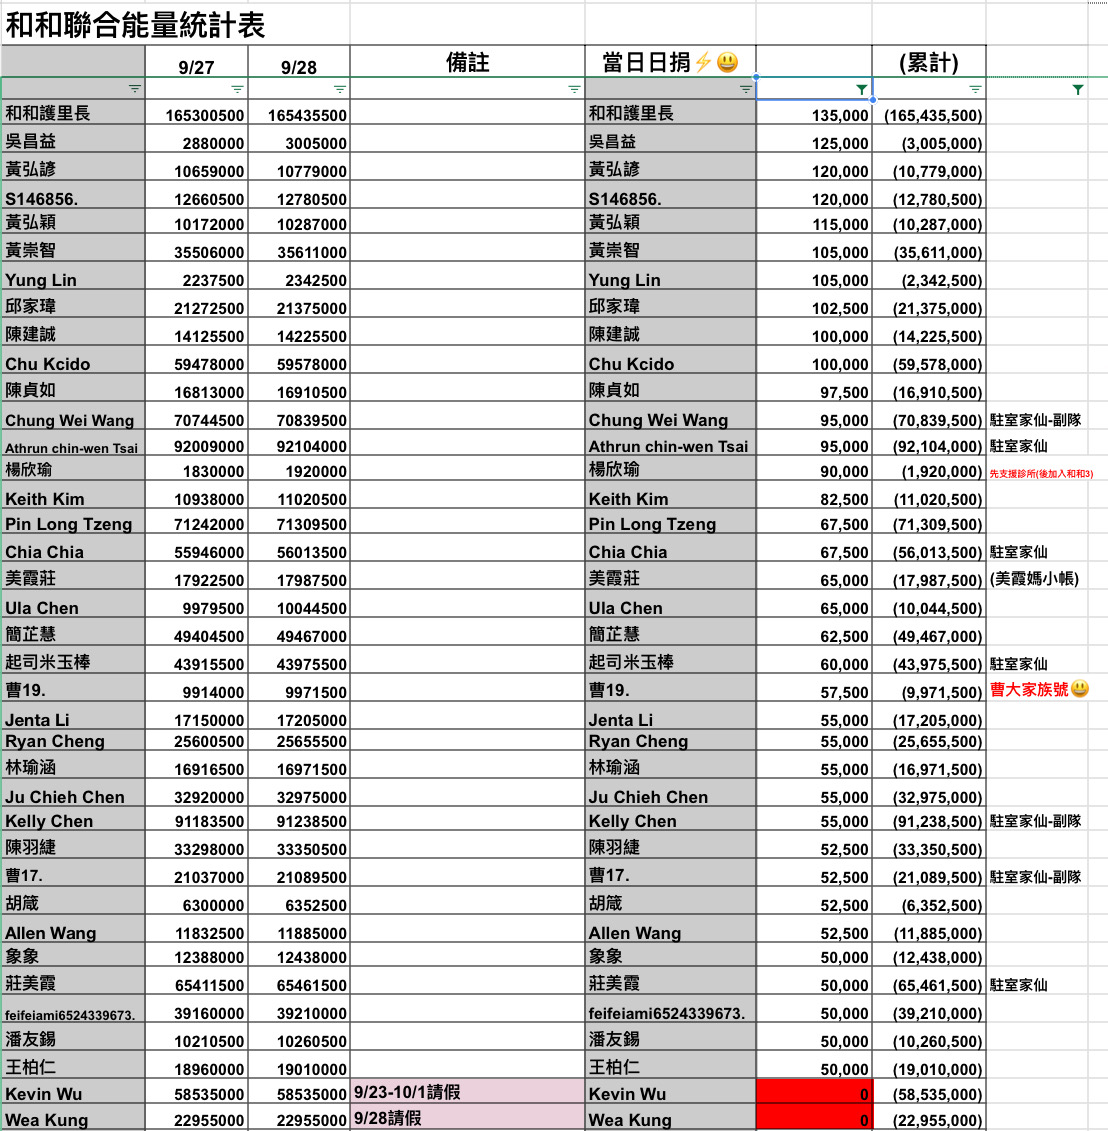 和和聯合能量統計表
9/27 9/28 備註 當日日捐⚡😃 (累計)
和和護里長 165300500 165435500 和和護里長 135,000 (165,435,500)
吳昌益 2880000 3005000 吳昌益 125,000 (3,005,000)
黃弘諺 10659000 10779000 黃弘諺 120,000 (10,779,000)
S146856. 12660500 12780500 S146856. 120,000 (12,780,500)
黃弘穎 10172000 10287000 黃弘穎 115,000 (10,287,000)
黃崇智 35506000 35611000 黃崇智 105,000 (35,611,000)
Yung Lin 2237500 2342500 Yung Lin 105,000 (2,342,500)
邱家瑋 21272500 21375000 邱家瑋 102,500 (21,375,000)
陳建誠 14125500 14225500 陳建誠 100,000 (14,225,500)
Chu Kcido 59478000 59578000 Chu Kcido 100,000 (59,578,000)
陳貞如 16813000 16910500 陳貞如 97,500 (16,910,500)
Chung Wei Wang 70744500 70839500 Chung Wei Wang 95,000 (70,839,500) 駐室家仙-副隊
Athrun chin-wen Tsai 92009000 92104000 Athrun chin-wen Tsai 95,000 (92,104,000) 駐室家仙
楊欣瑜 1830000 1920000 楊欣瑜 90,000 (1,920,000) 先支援診所(後加入和和3)
Keith Kim 10938000 11020500 Keith Kim 82,500 (11,020,500)
Pin Long Tzeng 71242000 71309500 Pin Long Tzeng 67,500 (71,309,500)
Chia Chia 55946000 56013500 Chia Chia 67,500 (56,013,500) 駐室家仙
美霞莊 17922500 17987500 美霞莊 65,000 (17,987,500) (美霞媽小帳)
Ula Chen 9979500 10044500 Ula Chen 65,000 (10,044,500)
簡芷慧 49404500 49467000 簡芷慧 62,500 (49,467,000)
起司米玉棒 43915500 43975500 起司米玉棒 60,000 (43,975,500) 駐室家仙
曹19. 9914000 9971500 曹19. 57,500 (9,971,500) 曹大家族號😃
Jenta Li 17150000 17205000 Jenta Li 55,000 (17,205,000)
Ryan Cheng 25600500 25655500 Ryan Cheng 55,000 (25,655,500)
林瑜涵 16916500 16971500 林瑜涵 55,000 (16,971,500)
Ju Chieh Chen 32920000 32975000 Ju Chieh Chen 55,000 (32,975,000)
Kelly Chen 91183500 91238500 Kelly Chen 55,000 (91,238,500) 駐室家仙-副隊
陳羽緁 33298000 33350500 陳羽緁 52,500 (33,350,500)
曹17. 21037000 21089500 曹17. 52,500 (21,089,500) 駐室家仙-副隊
胡箴 6300000 6352500 胡箴 52,500 (6,352,500)
Allen Wang 11832500 11885000 Allen Wang 52,500 (11,885,000)
象象 12388000 12438000 象象 50,000 (12,438,000)
莊美霞 65411500 65461500 莊美霞 50,000 (65,461,500) 駐室家仙
feifeiami6524339673. 39160000 39210000 feifeiami6524339673. 50,000 (39,210,000)
潘友錫 10210500 10260500 潘友錫 50,000 (10,260,500)
王柏仁 18960000 19010000 王柏仁 50,000 (19,010,000)
Kevin Wu 58535000 58535000 9/23-10/1請假 Kevin Wu 0 (58,535,000)
Wea Kung 22955000 22955000 9/28請假 Wea Kung 0 (22,955,000)